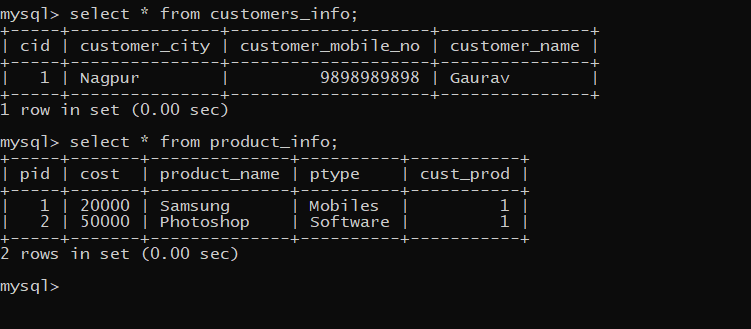 mysql> select * from customers_info;
+-----+---------------+--------------------+---------------+
| cid | customer_city | customer_mobile_no | customer_name |
+-----+---------------+--------------------+---------------+
|   1 | Nagpur        |         9898989898 | Gaurav        |
+-----+---------------+--------------------+---------------+
1 row in set (0.00 sec)
mysql> select * from product_info;
+-----+-------+--------------+----------+-----------+
| pid | cost  | product_name | ptype    | cust_prod |
+-----+-------+--------------+----------+-----------+
|   1 | 20000 | Samsung      | Mobiles  |         1 |
|   2 | 50000 | Photoshop    | Software |         1 |
+-----+-------+--------------+----------+-----------+
2 rows in set (0.00 sec)
mysql>